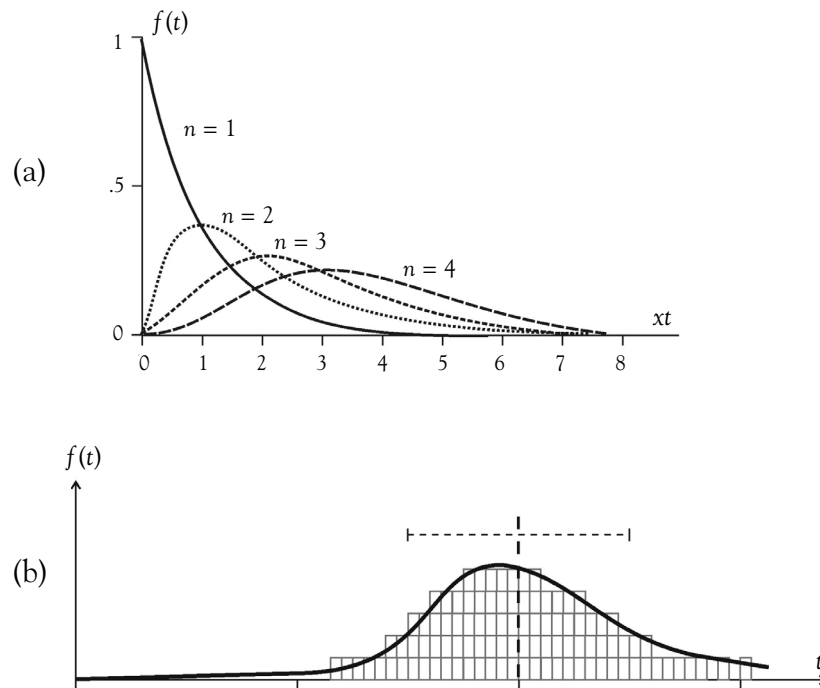 f(t)
1
n = 1
(a)
.5
n = 2
n = 3
n = 4
xt
0
0 1 2 3 4 5 6 7 8
f(t)
(b)
t